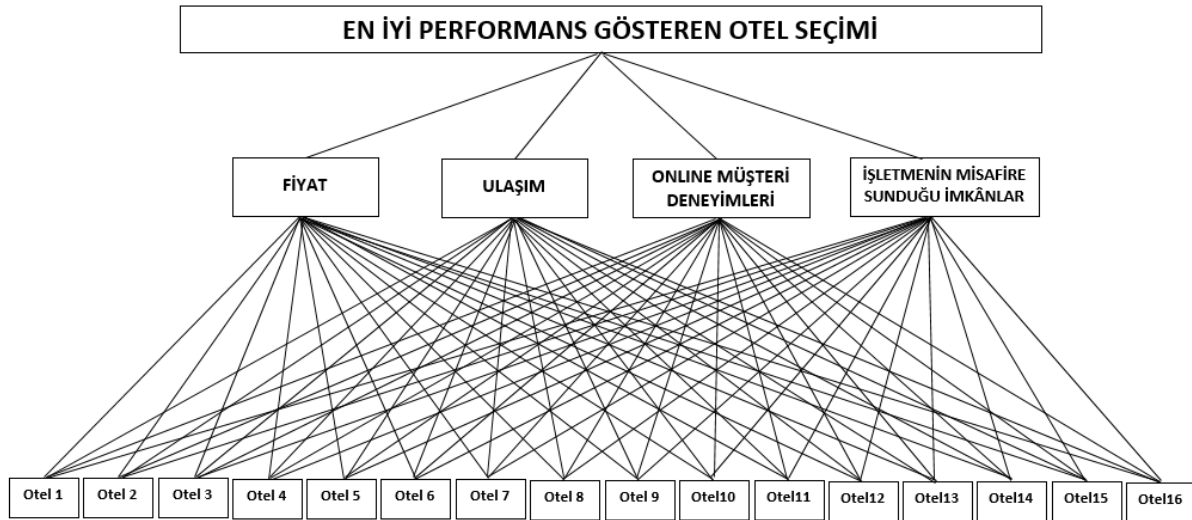 EN İYİ PERFORMANS GÖSTEREN OTEL SEÇİMİ
FİYAT
ULAŞIM
ONLINE MÜŞTERİ
DENEYİMLERİ
İŞLETMENİN MİSAFİRE
SUNDUĞU İMKÂNLAR
Otel 1
Otel 2
Otel 3
Otel 4
Otel 5
Otel 6
Otel 7
Otel 8
Otel 9
Otel10
Otel11
Otel12
Otel13
Otel14
Otel15
Otel16